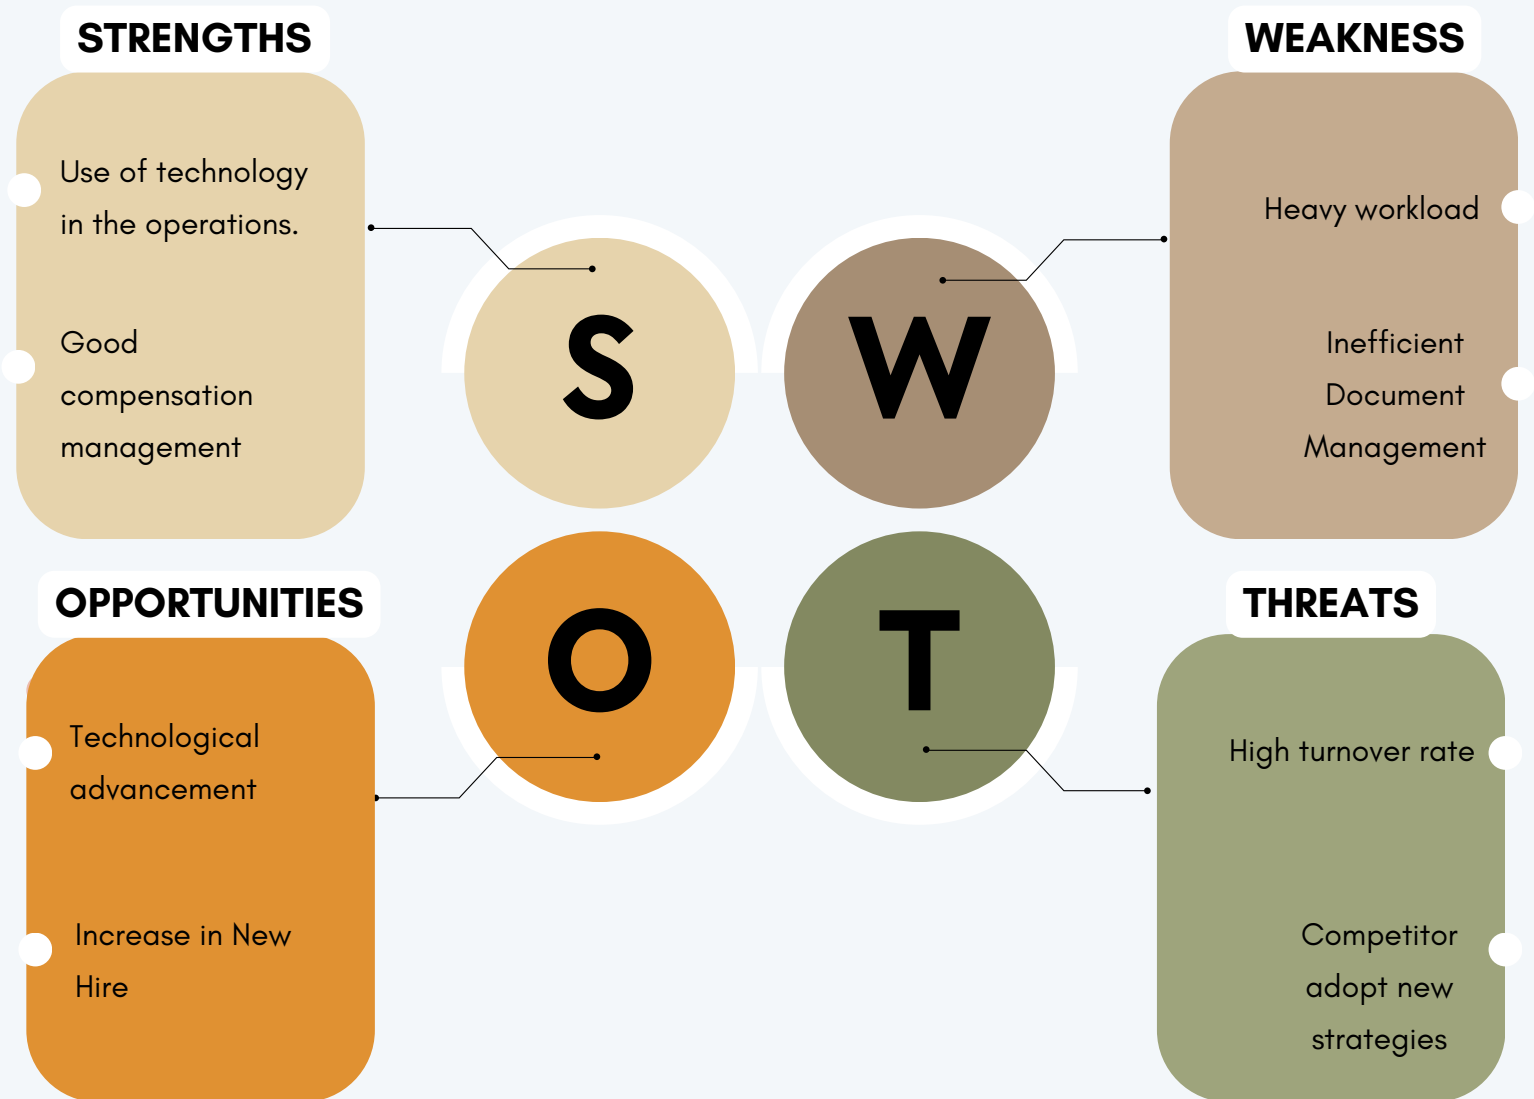 STRENGTHS
Use of technology
in the operations.
Good
compensation
management
WEAKNESS
Heavy workload
Inefficient
Document
Management
S
W
O
T
OPPORTUNITIES
Technological
advancement
Increase in New
Hire
THREATS
High turnover rate
Competitor
adopt new
strategies